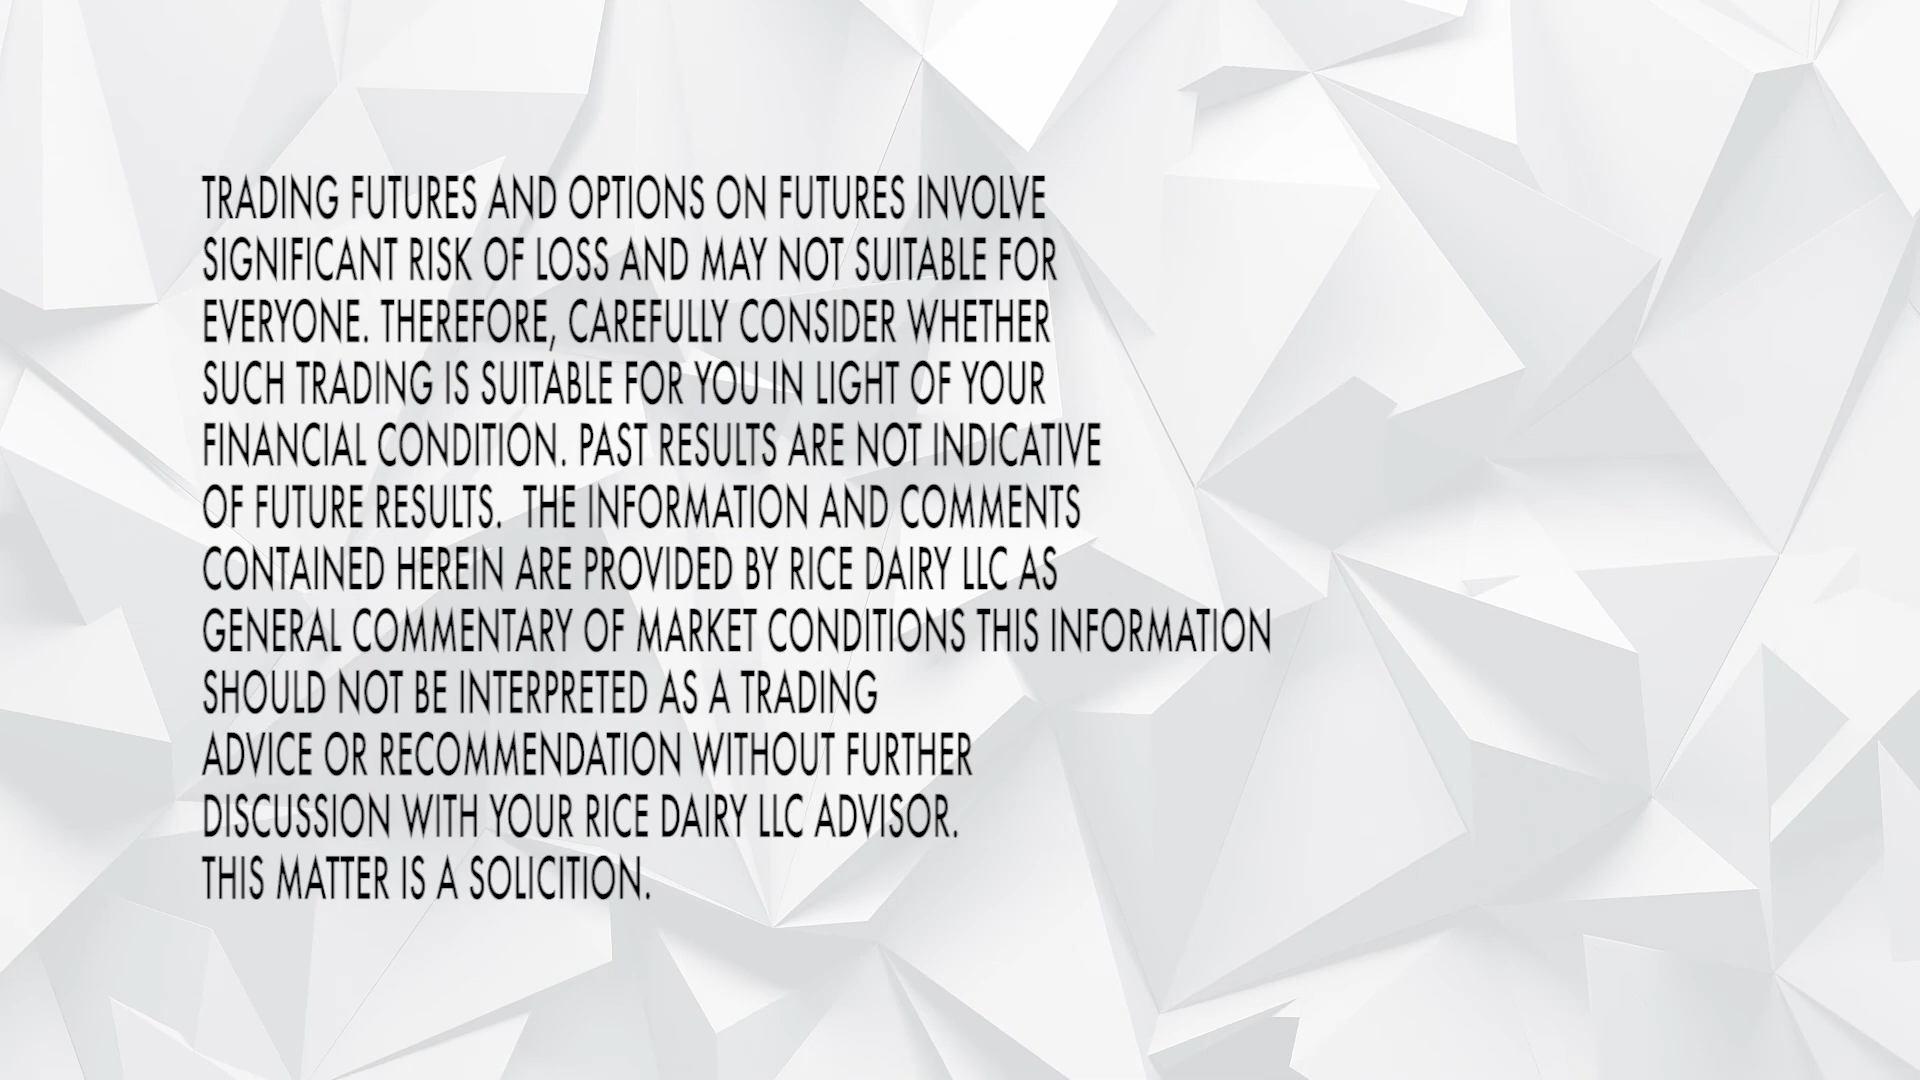 TRADING FUTURES AND OPTIONS ON FUTURES INVOLVE
SIGNIFICANT RISK OF LOSS AND MAY NOT SUITABLE FOR
EVERYONE. THEREFORE, CAREFULLY CONSIDER WHETHER
SUCH TRADING IS SUITABLE FOR YOU IN LIGHT OF YOUR
FINANCIAL CONDITION. PAST RESULTS ARE NOT INDICATIVE
OF FUTURE RESULTS.  THE INFORMATION AND COMMENTS
CONTAINED HEREIN ARE PROVIDED BY RICE DAIRY LLC AS
GENERAL COMMENTARY OF MARKET CONDITIONS THIS INFORMATION
SHOULD NOT BE INTERPRETED AS A TRADING
ADVICE OR RECOMMENDATION WITHOUT FURTHER
DISCUSSION WITH YOUR RICE DAIRY LLC ADVISOR.
THIS MATTER IS A SOLICITION.